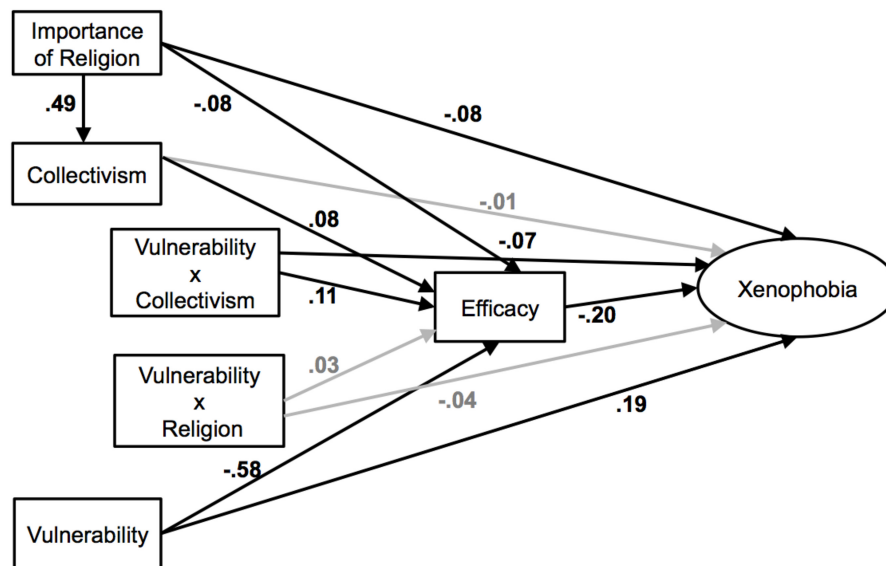 Importance
of Religion
.49
-.08
-.08
Collectivism
-.01
.08
Vulnerability
x
Collectivism
-.07
.11
Efficacy
Xenophobia
-.20
Vulnerability
x
Religion
.03
-.04
.19
-.58
Vulnerability